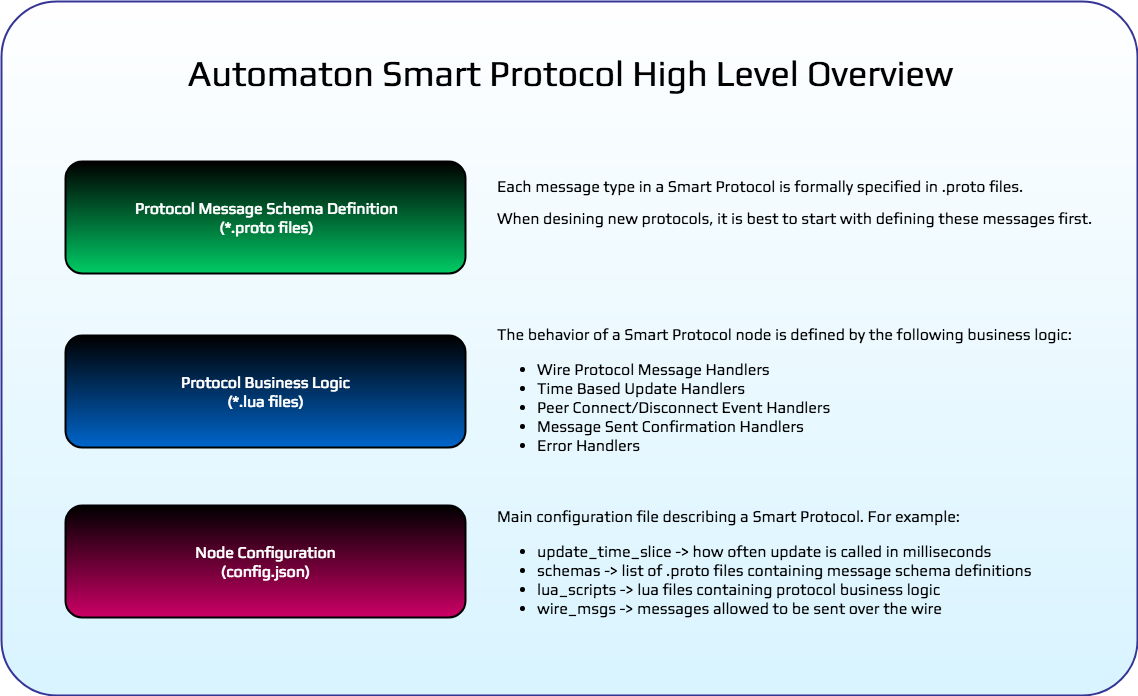 Automaton Smart Protocol High Level Overview
Protocol Message Schema Definition
(*.proto files)
Each message type in a Smart Protocol is formally specified in .proto files.
When desining new protocols, it is best to start with defining these messages first.
Protocol Business Logic
(*.lua files)
The behavior of a Smart Protocol node is defined by the following business logic:
• Wire Protocol Message Handlers
• Time Based Update Handlers
• Peer Connect/Disconnect Event Handlers
• Message Sent Confirmation Handlers
• Error Handlers
Node Configuration
(config.json)
Main configuration file describing a Smart Protocol. For example:
• update_time_slice -> how often update is called in milliseconds
• schemas -> list of .proto files containing message schema definitions
• lua_scripts -> lua files containing protocol business logic
• wire_msgs -> messages allowed to be sent over the wire